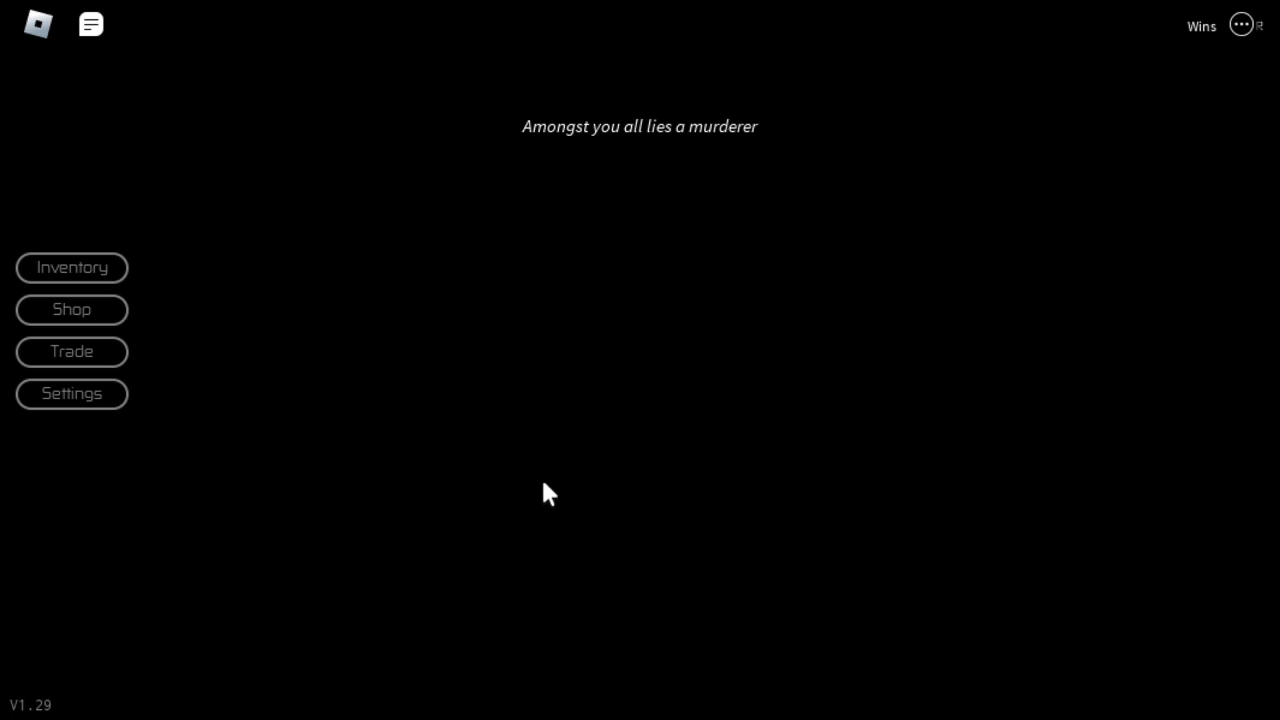 Wins
Amongst you all lies a murderer
Inventory
Shop
Trade
Settings
V1.29